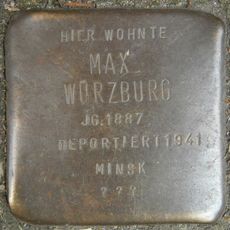 HIER WOHNTE
MAX
WÜRZBURG
JG.1887
DEPORTIERT 1941
MINSK
???